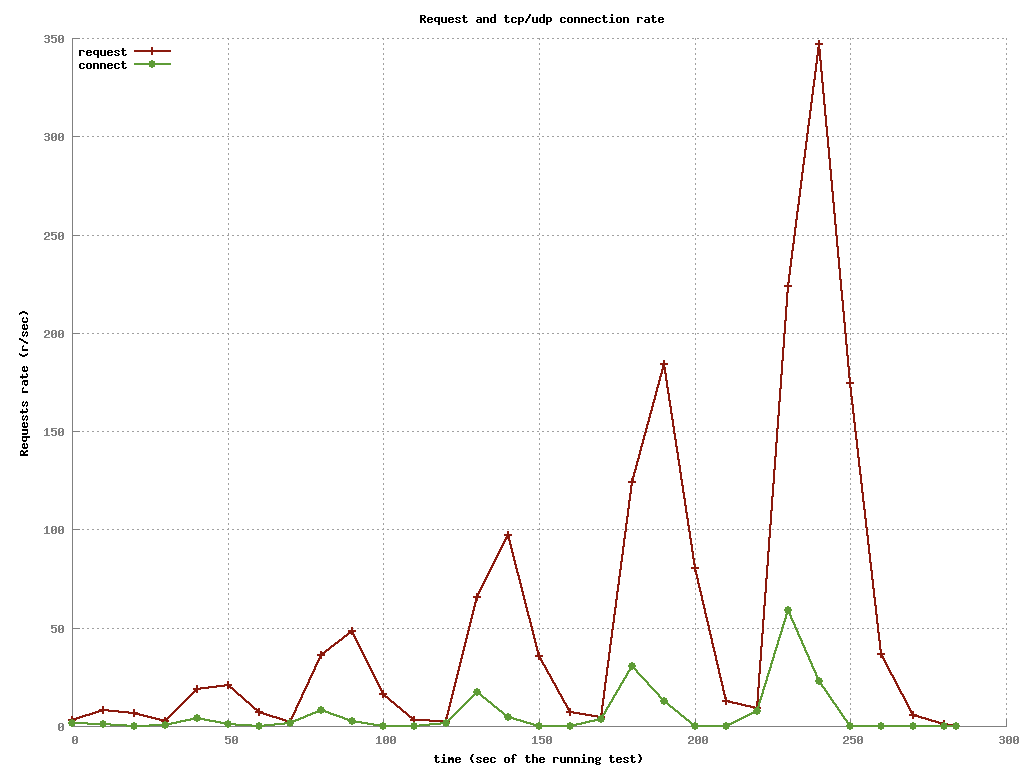 Request and tcp/udp connection rate
request
connect
350
300
250
200
150
100
50
0
Requests rate (r/sec)
0 50 100 150 200 250 300
time (sec of the running test)